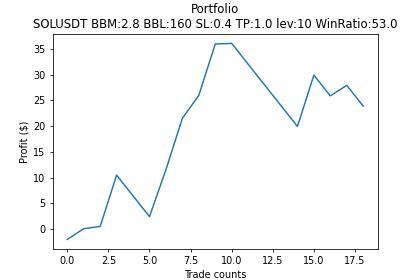 Portfolio
SOLUSDT BBM:2.8 BBL:160 SL:0.4 TP:1.0 lev:10 WinRatio:53.0
35
30
25
20
15
10
5
0
Profit ($)
0.0 2.5 5.0 7.5 10.0 12.5 15.0 17.5
Trade counts